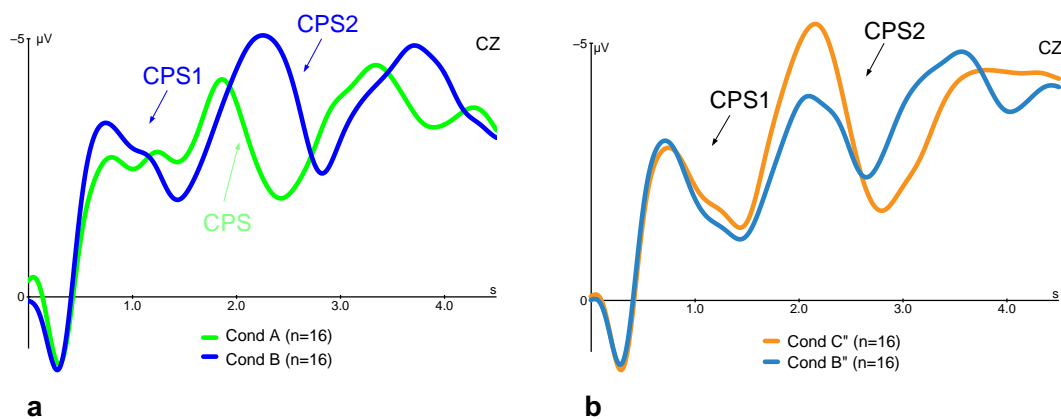 –5
µV
CPS2
CZ
CPS1
CPS
0
1.0
2.0
3.0
4.0
s
Cond A (n=16)
Cond B (n=16)
a
–5
µV
CPS2
CZ
CPS1
0
1.0
2.0
3.0
4.0
s
Cond C" (n=16)
Cond B" (n=16)
b